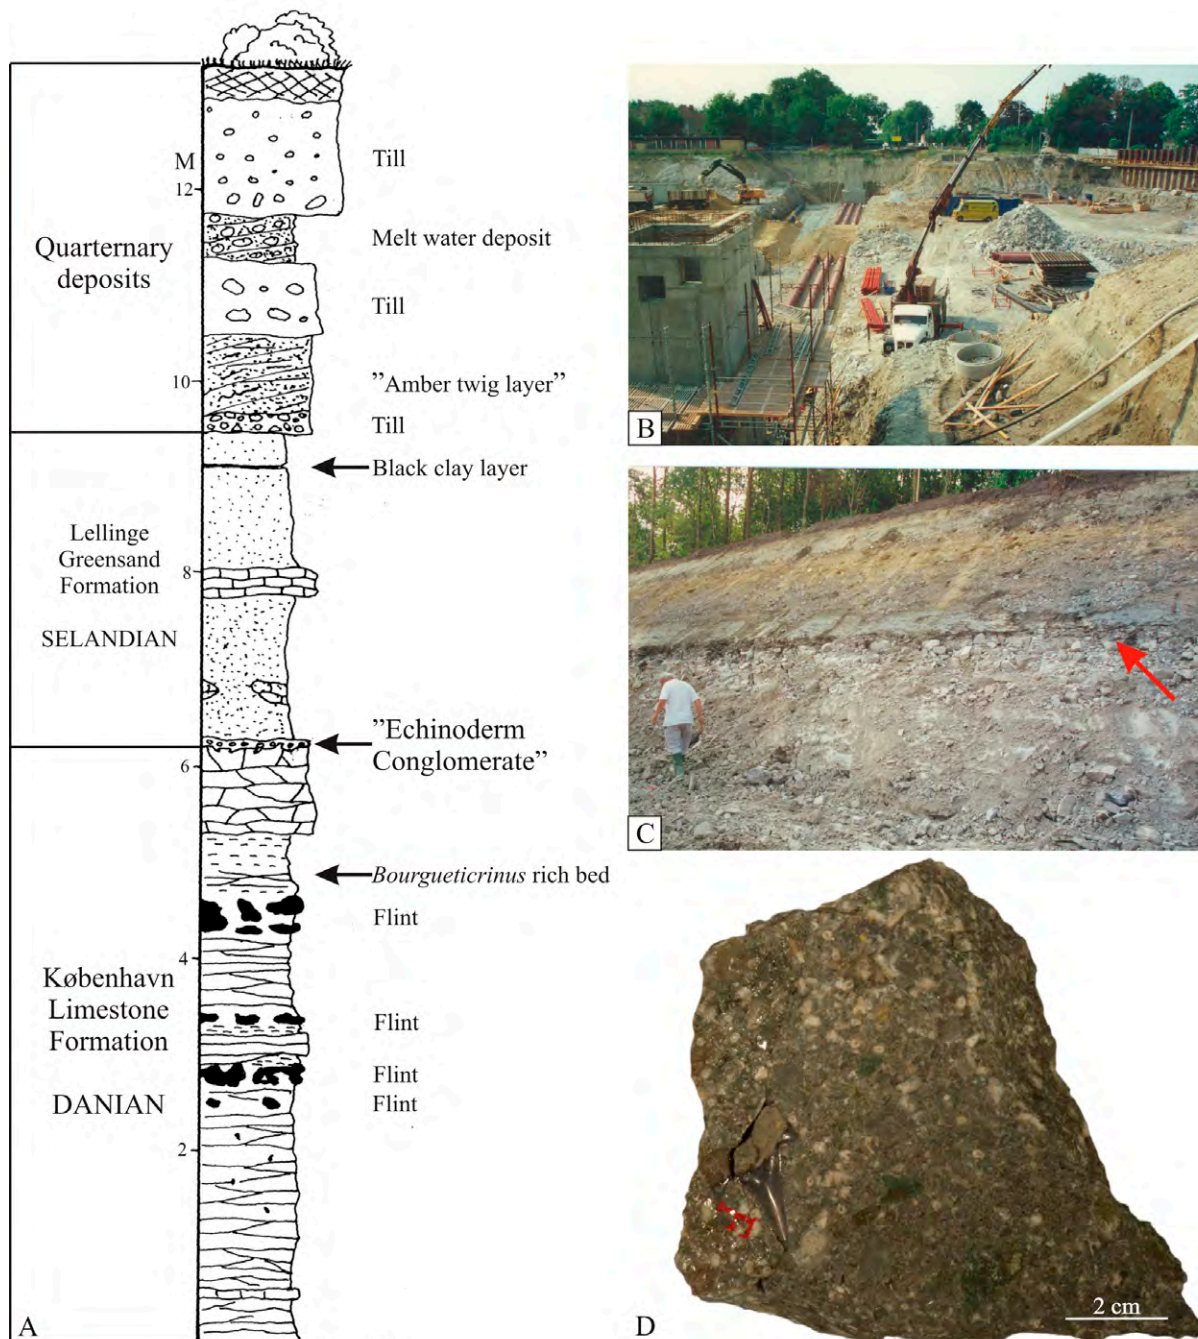 M
12
10
8
6
4
2
Quarternary
deposits
Lellinge
Greensand
Formation
SELANDIAN
København
Limestone
Formation
DANIAN
Till
Melt water deposit
Till
”Amber twig layer”
Till
Black clay layer
”Echinoderm
Conglomerate”
Bourgueticrinus rich bed
Flint
Flint
Flint
Flint
A
B
C
D
2 cm